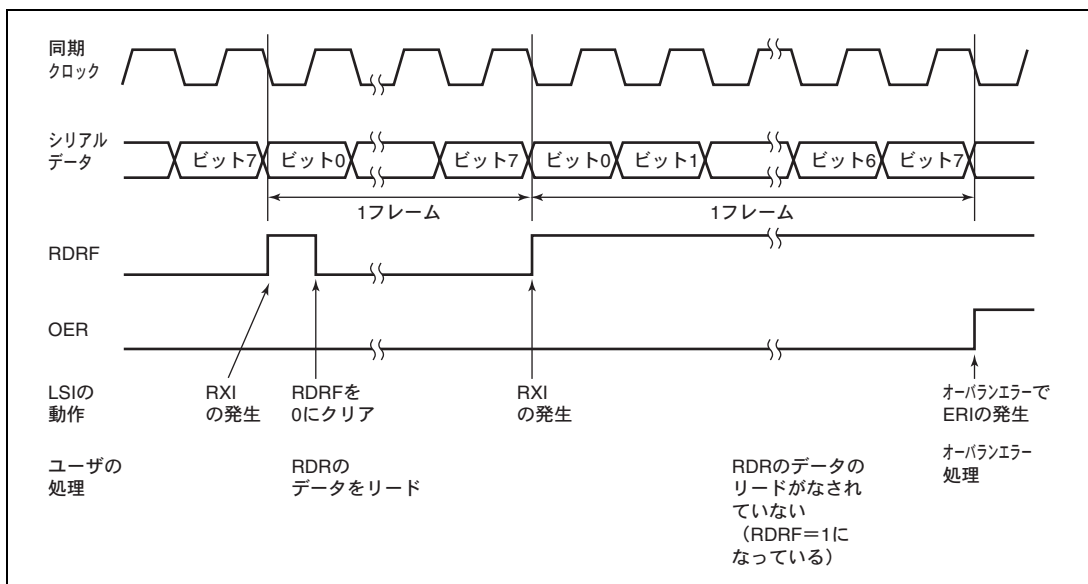 同期
クロック
シリアル
データ
ビット7 ビット0 ビット7 ビット0 ビット1 ビット6 ビット7
1フレーム 1フレーム
RDRF
OER
LSIの
動作
RXI
の発生
RDRFを
0にクリア
RXI
の発生
オーバランエラーで
ERIの発生
ユーザの
処理
RDRの
データをリード
RDRのデータの
リードがなされ
ていない
（RDRF＝1に
なっている）
オーバランエラー
処理